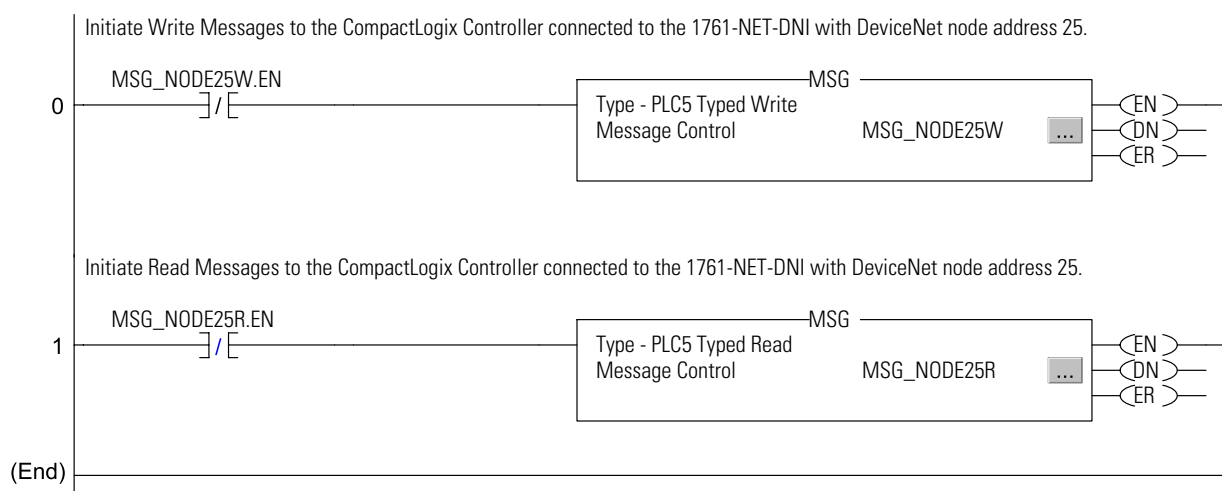 Initiate Write Messages to the CompactLogix Controller connected to the 1761-NET-DNI with DeviceNet node address 25.
MSG_NODE25W.EN
MSG
0
/
Type - PLC5 Typed Write
EN
Message Control MSG_NODE25W ...
DN
ER
Initiate Read Messages to the CompactLogix Controller connected to the 1761-NET-DNI with DeviceNet node address 25.
MSG_NODE25R.EN
MSG
1
/
Type - PLC5 Typed Read
EN
Message Control MSG_NODE25R ...
DN
ER
(End)